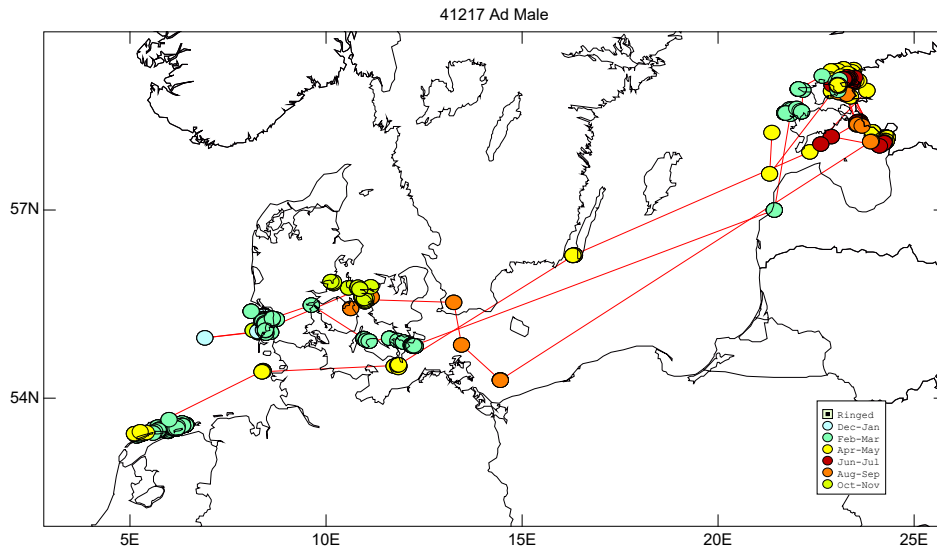 41217 Ad Male
57N
54N
Ringed
Dec-Jan
Feb-Mar
Apr-May
Jun-Jul
Aug-Sep
Oct-Nov
5E 10E 15E 20E 25E